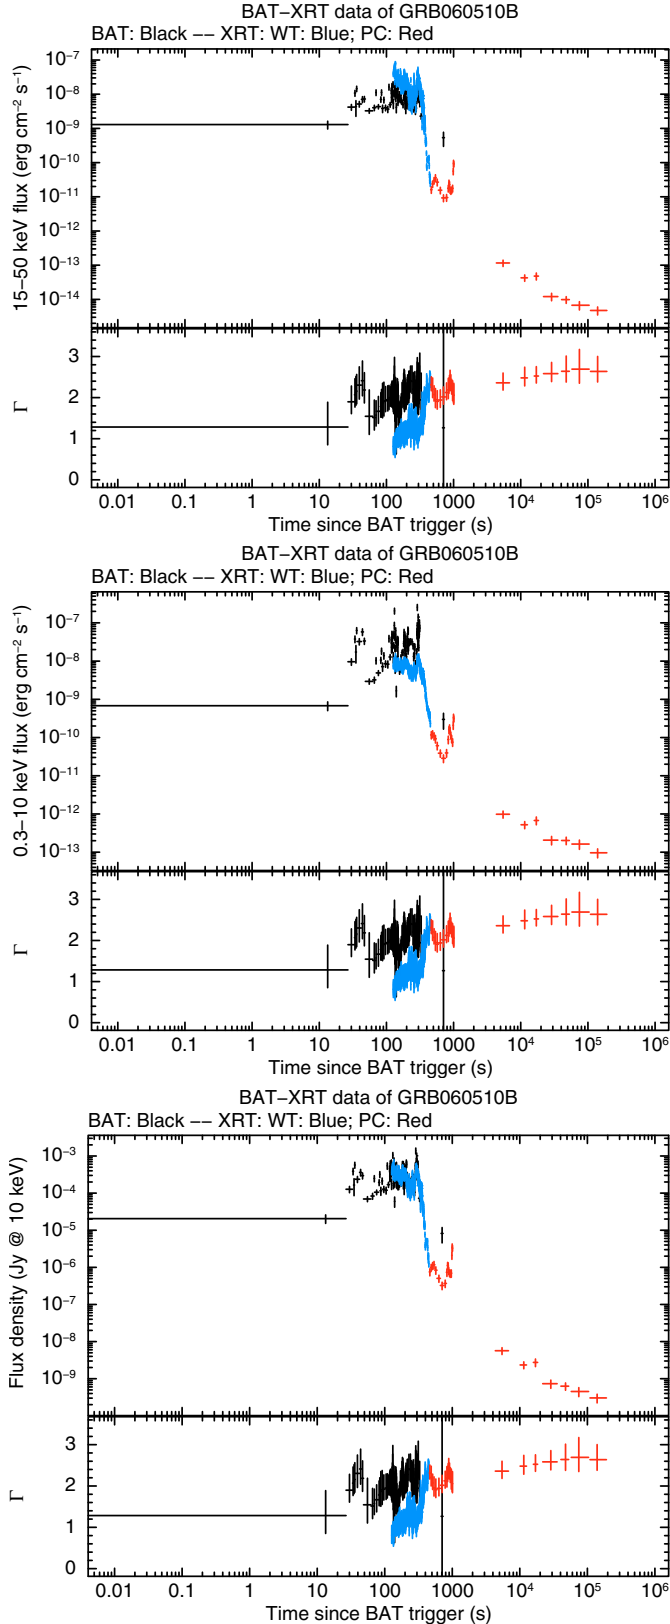 BAT−XRT data of GRB060510B
BAT: Black −− XRT: WT: Blue; PC: Red
15−50 keV flux (erg cm⁻² s⁻¹)
10⁻⁷
10⁻⁸
10⁻⁹
10⁻¹⁰
10⁻¹¹
10⁻¹²
10⁻¹³
10⁻¹⁴
Γ
3
2
1
0
0.01 0.1 1 10 100 1000 10⁴ 10⁵ 10⁶
Time since BAT trigger (s)
BAT−XRT data of GRB060510B
BAT: Black −− XRT: WT: Blue; PC: Red
0.3−10 keV flux (erg cm⁻² s⁻¹)
10⁻⁷
10⁻⁸
10⁻⁹
10⁻¹⁰
10⁻¹¹
10⁻¹²
10⁻¹³
Γ
3
2
1
0
0.01 0.1 1 10 100 1000 10⁴ 10⁵ 10⁶
Time since BAT trigger (s)
BAT−XRT data of GRB060510B
BAT: Black −− XRT: WT: Blue; PC: Red
Flux density (Jy @ 10 keV)
10⁻³
10⁻⁴
10⁻⁵
10⁻⁶
10⁻⁷
10⁻⁸
10⁻⁹
Γ
3
2
1
0
0.01 0.1 1 10 100 1000 10⁴ 10⁵ 10⁶
Time since BAT trigger (s)